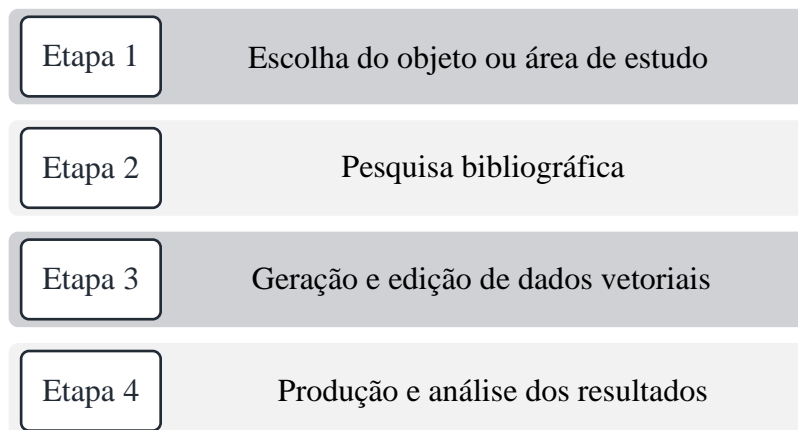 Etapa 1 Escolha do objeto ou área de estudo
Etapa 2 Pesquisa bibliográfica
Etapa 3 Geração e edição de dados vetoriais
Etapa 4 Produção e análise dos resultados